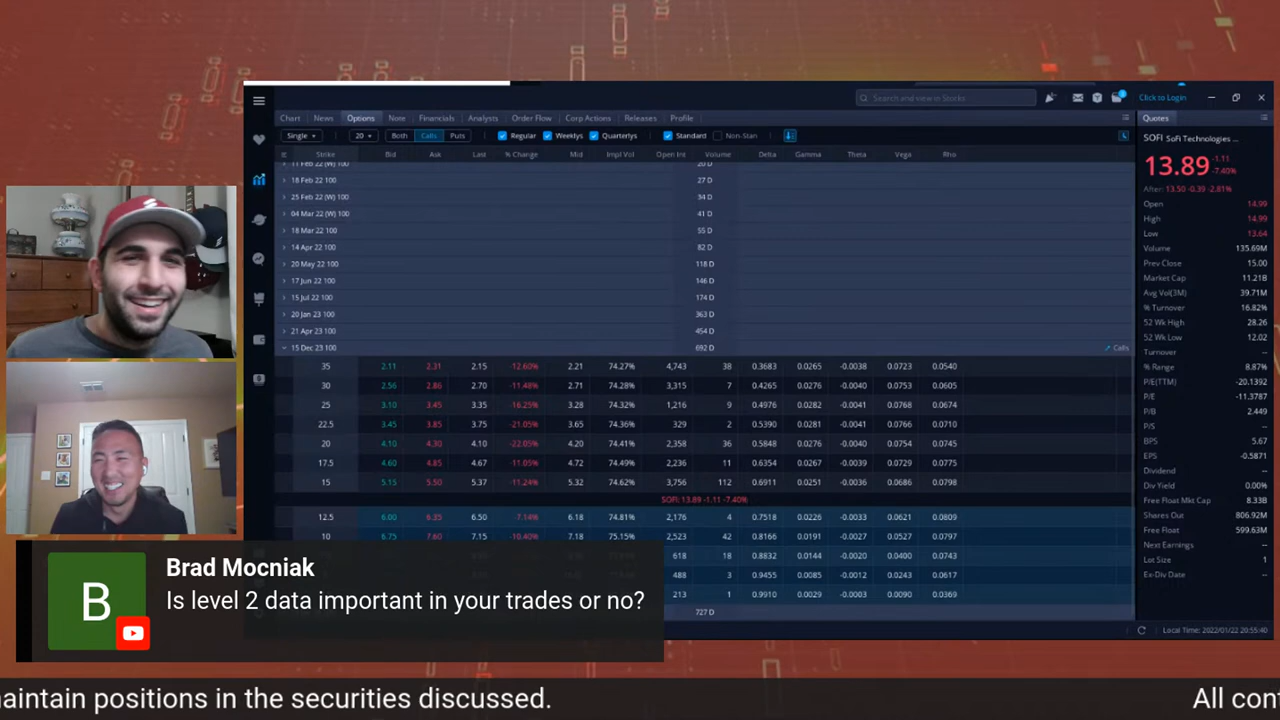 Search and view in Stocks
Click to Login
Chart News Options Note Financials Analysts Order Flow Corp Actions Releases Profile
Quotes
Single 20 Both Calls Puts Regular Weeklys Quarterlys Standard Non-Stan
SOFI SoFi Technologies ...
Strike Bid Ask Last % Change Mid Impl Vol Open Int Volume Delta Gamma Theta Vega Rho
13.89 -1.11 -7.40%
After: 13.50 -0.39 -2.81%
11 Feb 22 (W) 100 20 D
18 Feb 22 100 27 D
25 Feb 22 (W) 100 34 D
04 Mar 22 (W) 100 41 D
18 Mar 22 100 55 D
14 Apr 22 100 82 D
20 May 22 100 118 D
17 Jun 22 100 146 D
15 Jul 22 100 174 D
20 Jan 23 100 363 D
21 Apr 23 100 454 D
15 Dec 23 100 692 D Calls
35 2.11 2.31 2.15 -12.60% 2.21 74.27% 4,743 38 0.3683 0.0265 -0.0038 0.0723 0.0540
30 2.56 2.86 2.70 -11.48% 2.71 74.28% 3,315 7 0.4265 0.0276 -0.0040 0.0753 0.0605
25 3.10 3.45 3.35 -16.25% 3.28 74.32% 1,216 9 0.4976 0.0282 -0.0041 0.0768 0.0674
22.5 3.45 3.85 3.75 -21.05% 3.65 74.36% 329 2 0.5390 0.0281 -0.0041 0.0766 0.0710
20 4.10 4.30 4.10 -22.05% 4.20 74.41% 2,358 36 0.5848 0.0276 -0.0040 0.0754 0.0745
17.5 4.60 4.85 4.67 -11.05% 4.72 74.49% 2,236 11 0.6354 0.0267 -0.0039 0.0729 0.0775
15 5.15 5.50 5.37 -11.24% 5.32 74.62% 3,756 112 0.6911 0.0251 -0.0036 0.0686 0.0798
SOFI: 13.89 -1.11 -7.40%
12.5 6.00 6.35 6.50 -7.14% 6.18 74.81% 2,176 4 0.7518 0.0226 -0.0033 0.0621 0.0809
10 6.75 7.60 7.15 -10.40% 7.18 75.15% 2,523 42 0.8166 0.0191 -0.0027 0.0527 0.0797
618 18 0.8832 0.0144 -0.0020 0.0400 0.0743
488 3 0.9455 0.0085 -0.0012 0.0243 0.0617
213 1 0.9910 0.0029 -0.0003 0.0090 0.0369
727 D
Open 14.99
High 14.99
Low 13.64
Volume 135.69M
Prev Close 15.00
Market Cap 11.21B
Avg Vol(3M) 39.71M
% Turnover 16.82%
52 Wk High 28.26
52 Wk Low 12.02
Turnover --
% Range 8.87%
P/E(TTM) -20.1392
P/E -11.3787
P/B 2.449
P/S --
BPS 5.67
EPS -0.5871
Dividend --
Div Yield 0.00%
Free Float Mkt Cap 8.33B
Shares Out 806.92M
Free Float 599.63M
Next Earnings --
Lot Size 1
Ex-Div Date --
Local Time: 2022/01/22 20:55:40
B
Brad Mocniak
Is level 2 data important in your trades or no?
aintain positions in the securities discussed. All con